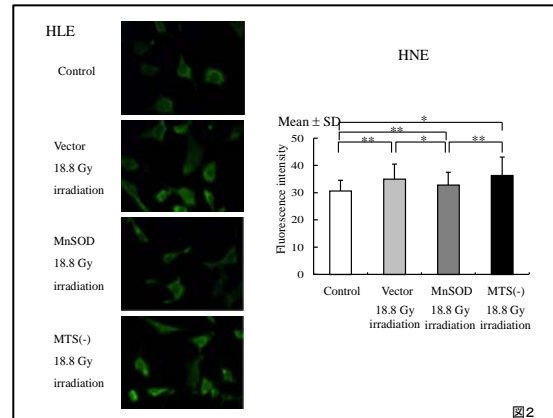 HLE
Control
Vector
18.8 Gy
irradiation
MnSOD
18.8 Gy
irradiation
MTS(-)
18.8 Gy
irradiation
HNE
Mean ± SD
Fluorescence intensity
50
40
30
20
10
0
*
**
** * **
Control
Vector
18.8 Gy
irradiation
MnSOD
18.8 Gy
irradiation
MTS(-)
18.8 Gy
irradiation
図2